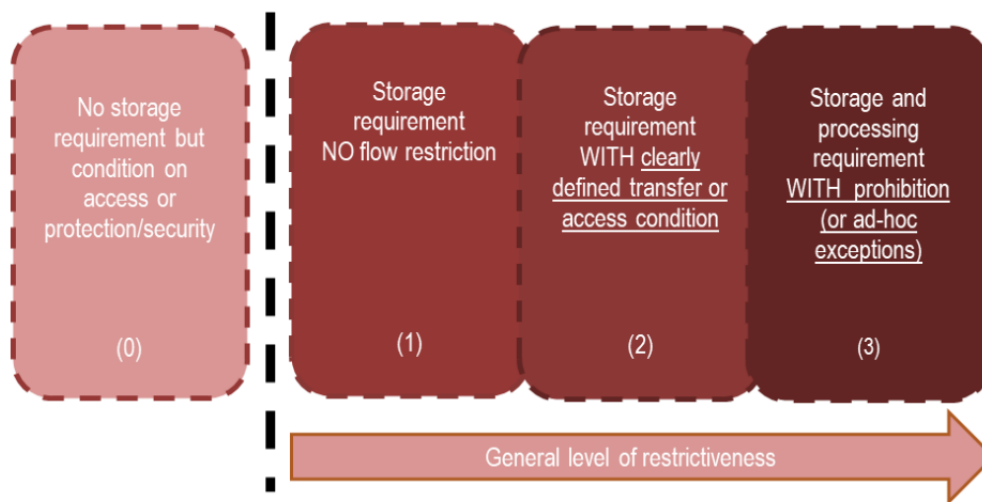 No storage
requirement but
condition on
access or
protection/security
(0)
Storage
requirement
NO flow restriction
(1)
Storage
requirement
WITH clearly
defined transfer or
access condition
(2)
Storage and
processing
requirement
WITH prohibition
(or ad-hoc
exceptions)
(3)
General level of restrictiveness